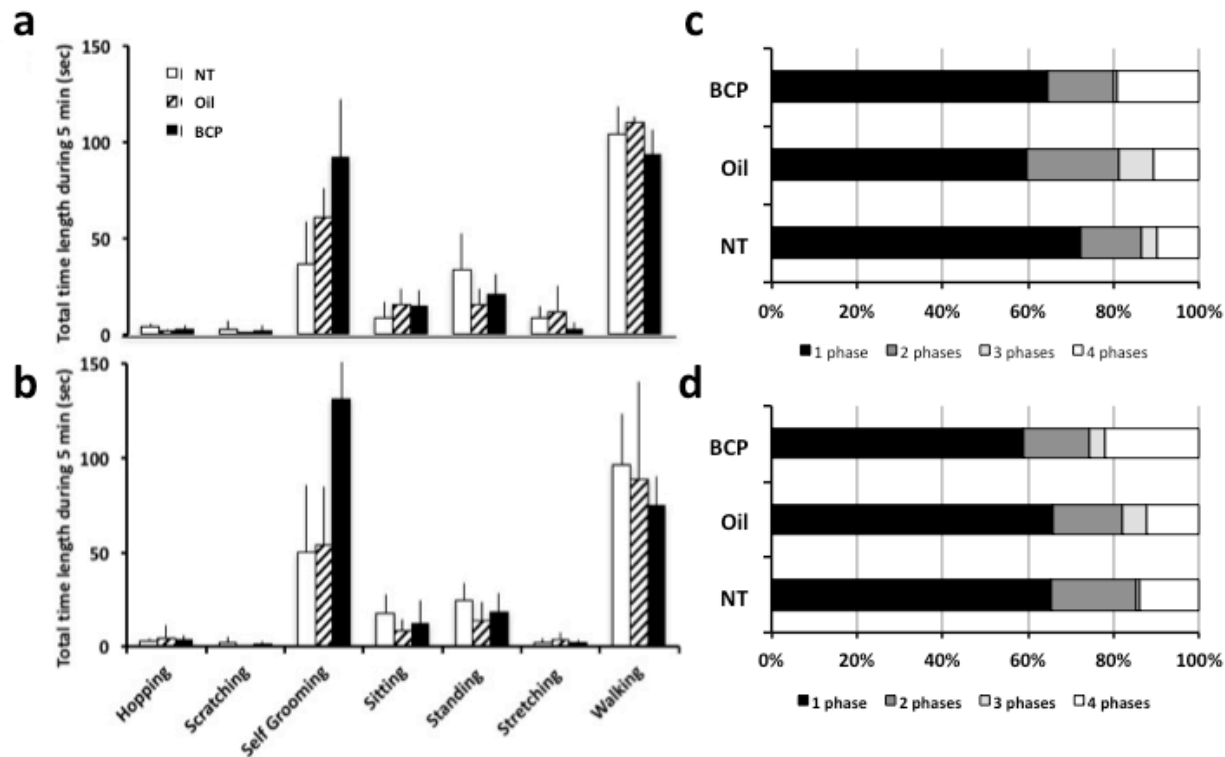 a
Total time length during 5 min (sec)
150
100
50
0
NT
Oil
BCP
b
Total time length during 5 min (sec)
150
100
50
0
Hopping
Scratching
Self Grooming
Sitting
Standing
Stretching
Walking
c
BCP
Oil
NT
0% 20% 40% 60% 80% 100%
1 phase 2 phases 3 phases 4 phases
d
BCP
Oil
NT
0% 20% 40% 60% 80% 100%
1 phase 2 phases 3 phases 4 phases